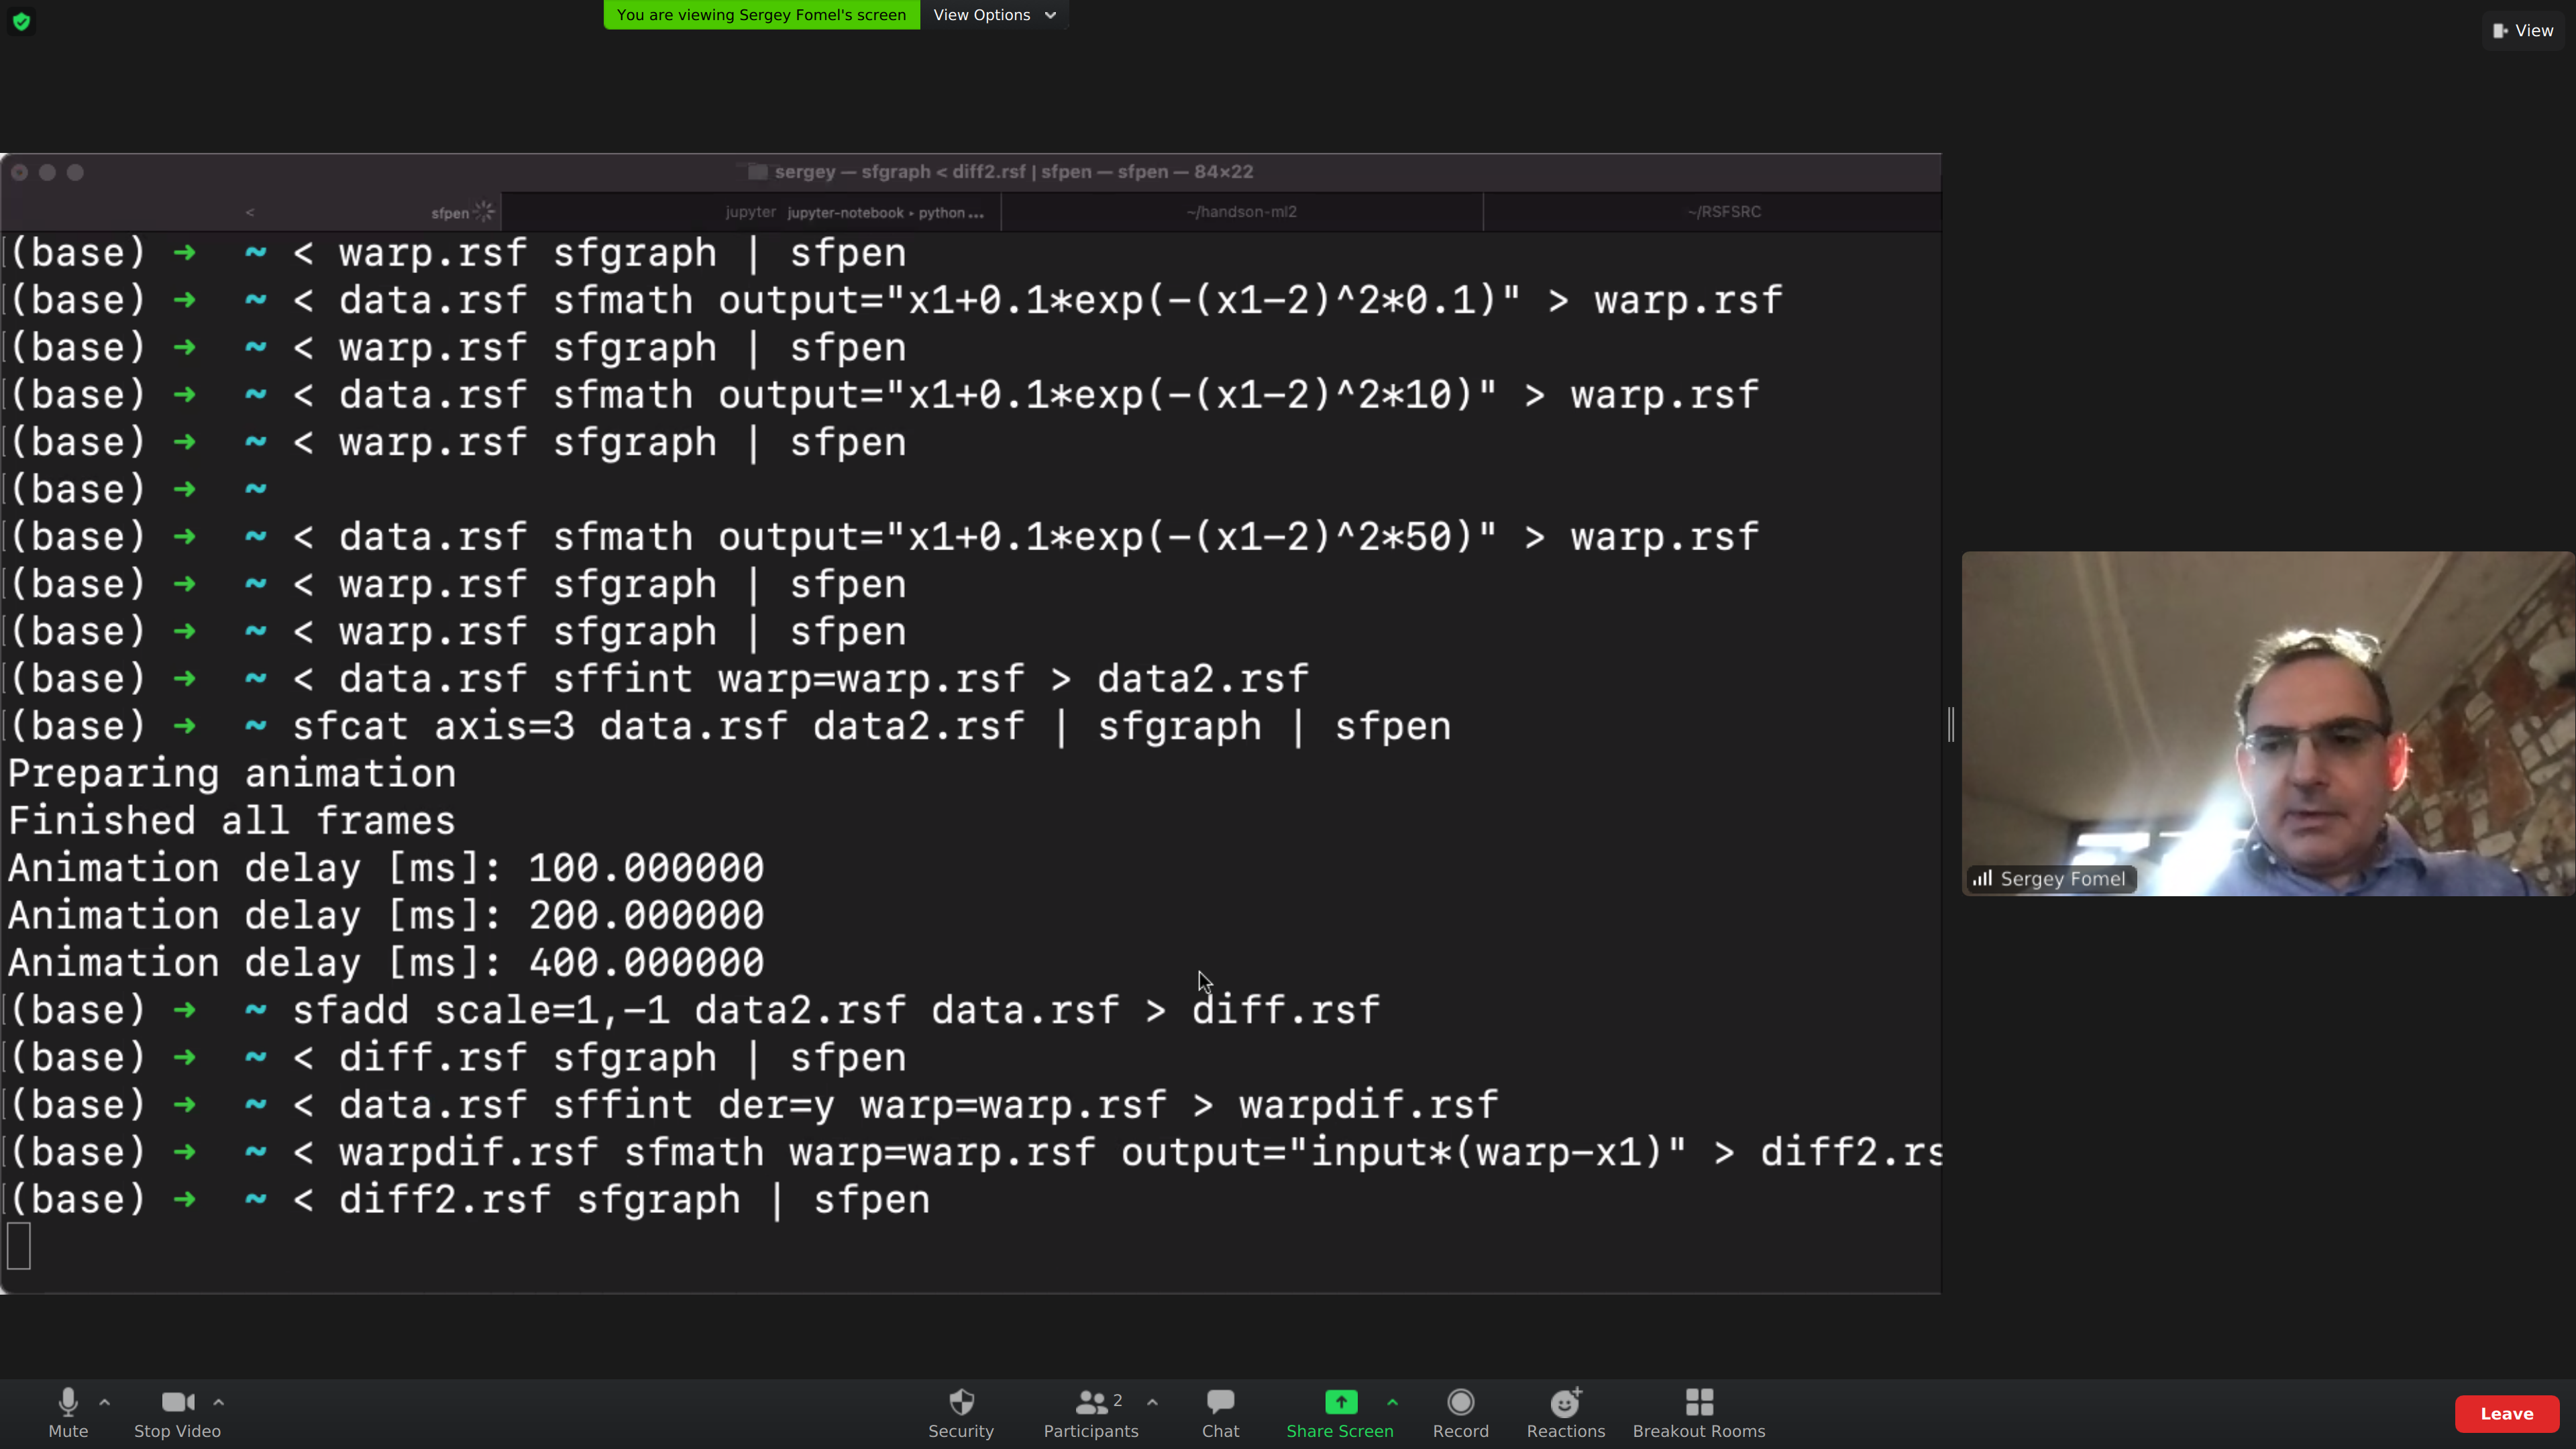 You are viewing Sergey Fomel's screen View Options
View
sergey — sfgraph < diff2.rsf | sfpen — sfpen — 84×22
< sfpen jupyter jupyter-notebook ▸ python ... ~/handson-ml2 ~/RSFSRC
(base) → ~ < warp.rsf sfgraph | sfpen
(base) → ~ < data.rsf sfmath output="x1+0.1*exp(-(x1-2)^2*0.1)" > warp.rsf
(base) → ~ < warp.rsf sfgraph | sfpen
(base) → ~ < data.rsf sfmath output="x1+0.1*exp(-(x1-2)^2*10)" > warp.rsf
(base) → ~ < warp.rsf sfgraph | sfpen
(base) → ~
(base) → ~ < data.rsf sfmath output="x1+0.1*exp(-(x1-2)^2*50)" > warp.rsf
(base) → ~ < warp.rsf sfgraph | sfpen
(base) → ~ < warp.rsf sfgraph | sfpen
(base) → ~ < data.rsf sffint warp=warp.rsf > data2.rsf
(base) → ~ sfcat axis=3 data.rsf data2.rsf | sfgraph | sfpen
Preparing animation
Finished all frames
Animation delay [ms]: 100.000000
Animation delay [ms]: 200.000000
Animation delay [ms]: 400.000000
(base) → ~ sfadd scale=1,-1 data2.rsf data.rsf > diff.rsf
(base) → ~ < diff.rsf sfgraph | sfpen
(base) → ~ < data.rsf sffint der=y warp=warp.rsf > warpdif.rsf
(base) → ~ < warpdif.rsf sfmath warp=warp.rsf output="input*(warp-x1)" > diff2.rs
(base) → ~ < diff2.rsf sfgraph | sfpen
Sergey Fomel
2
Mute Stop Video Security Participants Chat Share Screen Record Reactions Breakout Rooms Leave